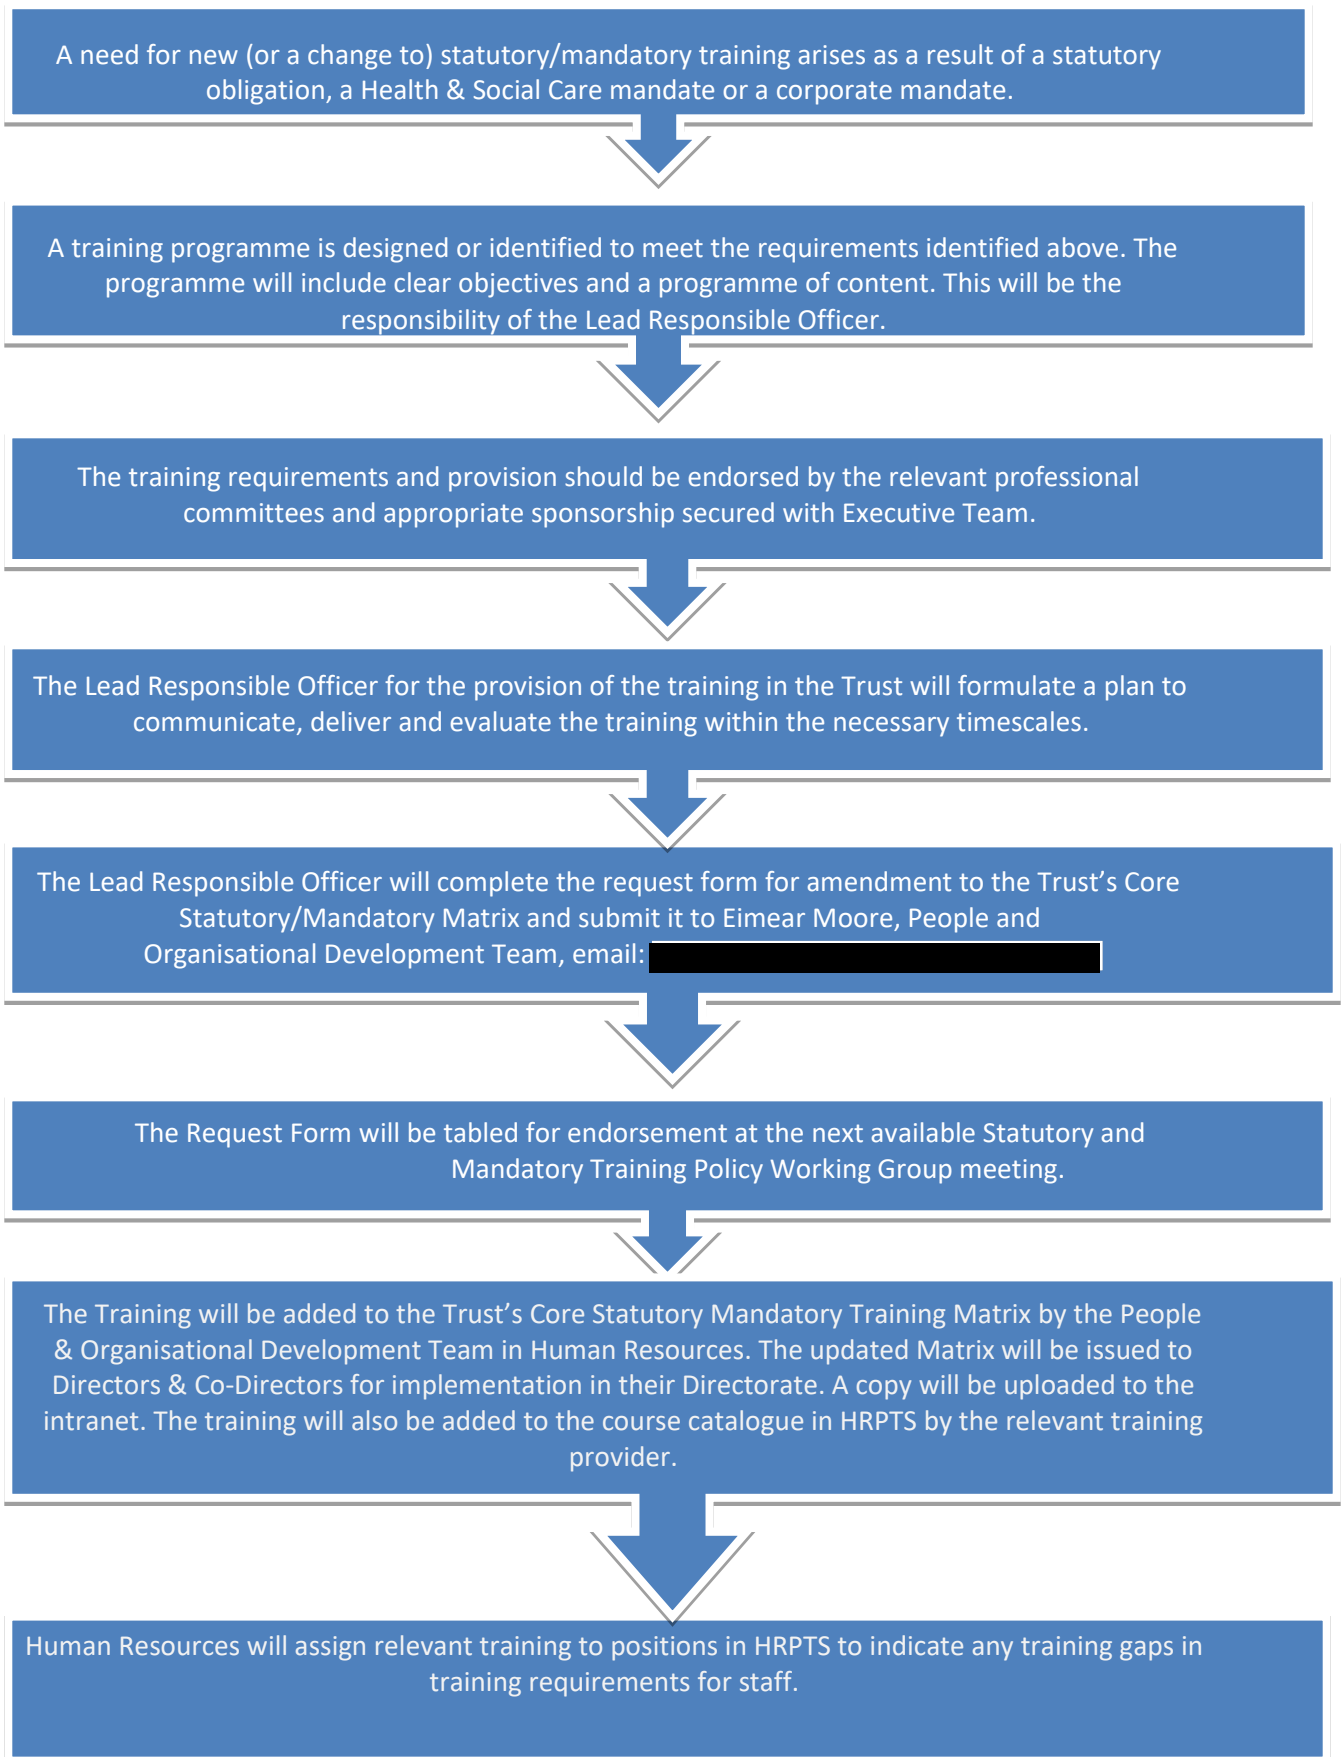 A need for new (or a change to) statutory/mandatory training arises as a result of a statutory
obligation, a Health & Social Care mandate or a corporate mandate.
A training programme is designed or identified to meet the requirements identified above. The
programme will include clear objectives and a programme of content. This will be the
responsibility of the Lead Responsible Officer.
The training requirements and provision should be endorsed by the relevant professional
committees and appropriate sponsorship secured with Executive Team.
The Lead Responsible Officer for the provision of the training in the Trust will formulate a plan to
communicate, deliver and evaluate the training within the necessary timescales.
The Lead Responsible Officer will complete the request form for amendment to the Trust’s Core
Statutory/Mandatory Matrix and submit it to Eimear Moore, People and
Organisational Development Team, email:
The Request Form will be tabled for endorsement at the next available Statutory and
Mandatory Training Policy Working Group meeting.
The Training will be added to the Trust’s Core Statutory Mandatory Training Matrix by the People
& Organisational Development Team in Human Resources. The updated Matrix will be issued to
Directors & Co-Directors for implementation in their Directorate. A copy will be uploaded to the
intranet. The training will also be added to the course catalogue in HRPTS by the relevant training
provider.
Human Resources will assign relevant training to positions in HRPTS to indicate any training gaps in
training requirements for staff.